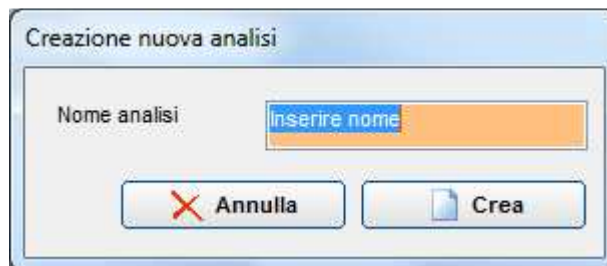 Creazione nuova analisi
Nome analisi Inserire nome
Annulla Crea